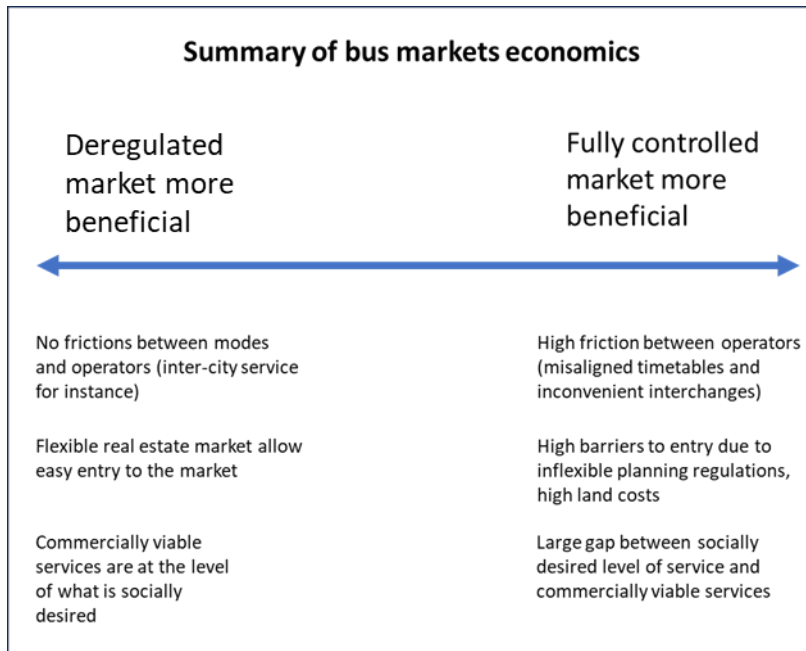 Summary of bus markets economics
Deregulated
market more
beneficial
Fully controlled
market more
beneficial
No frictions between modes
and operators (inter-city service
for instance)
High friction between operators
(misaligned timetables and
inconvenient interchanges)
Flexible real estate market allow
easy entry to the market
High barriers to entry due to
inflexible planning regulations,
high land costs
Commercially viable
services are at the level
of what is socially
desired
Large gap between socially
desired level of service and
commercially viable services